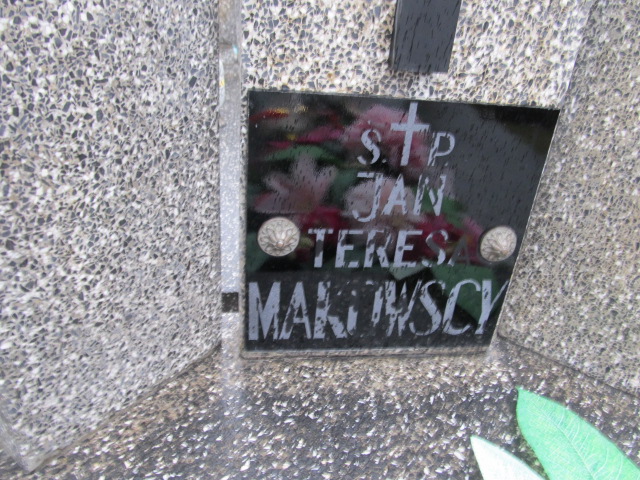 S. P
JAN
TERESA
MAKOWSCY